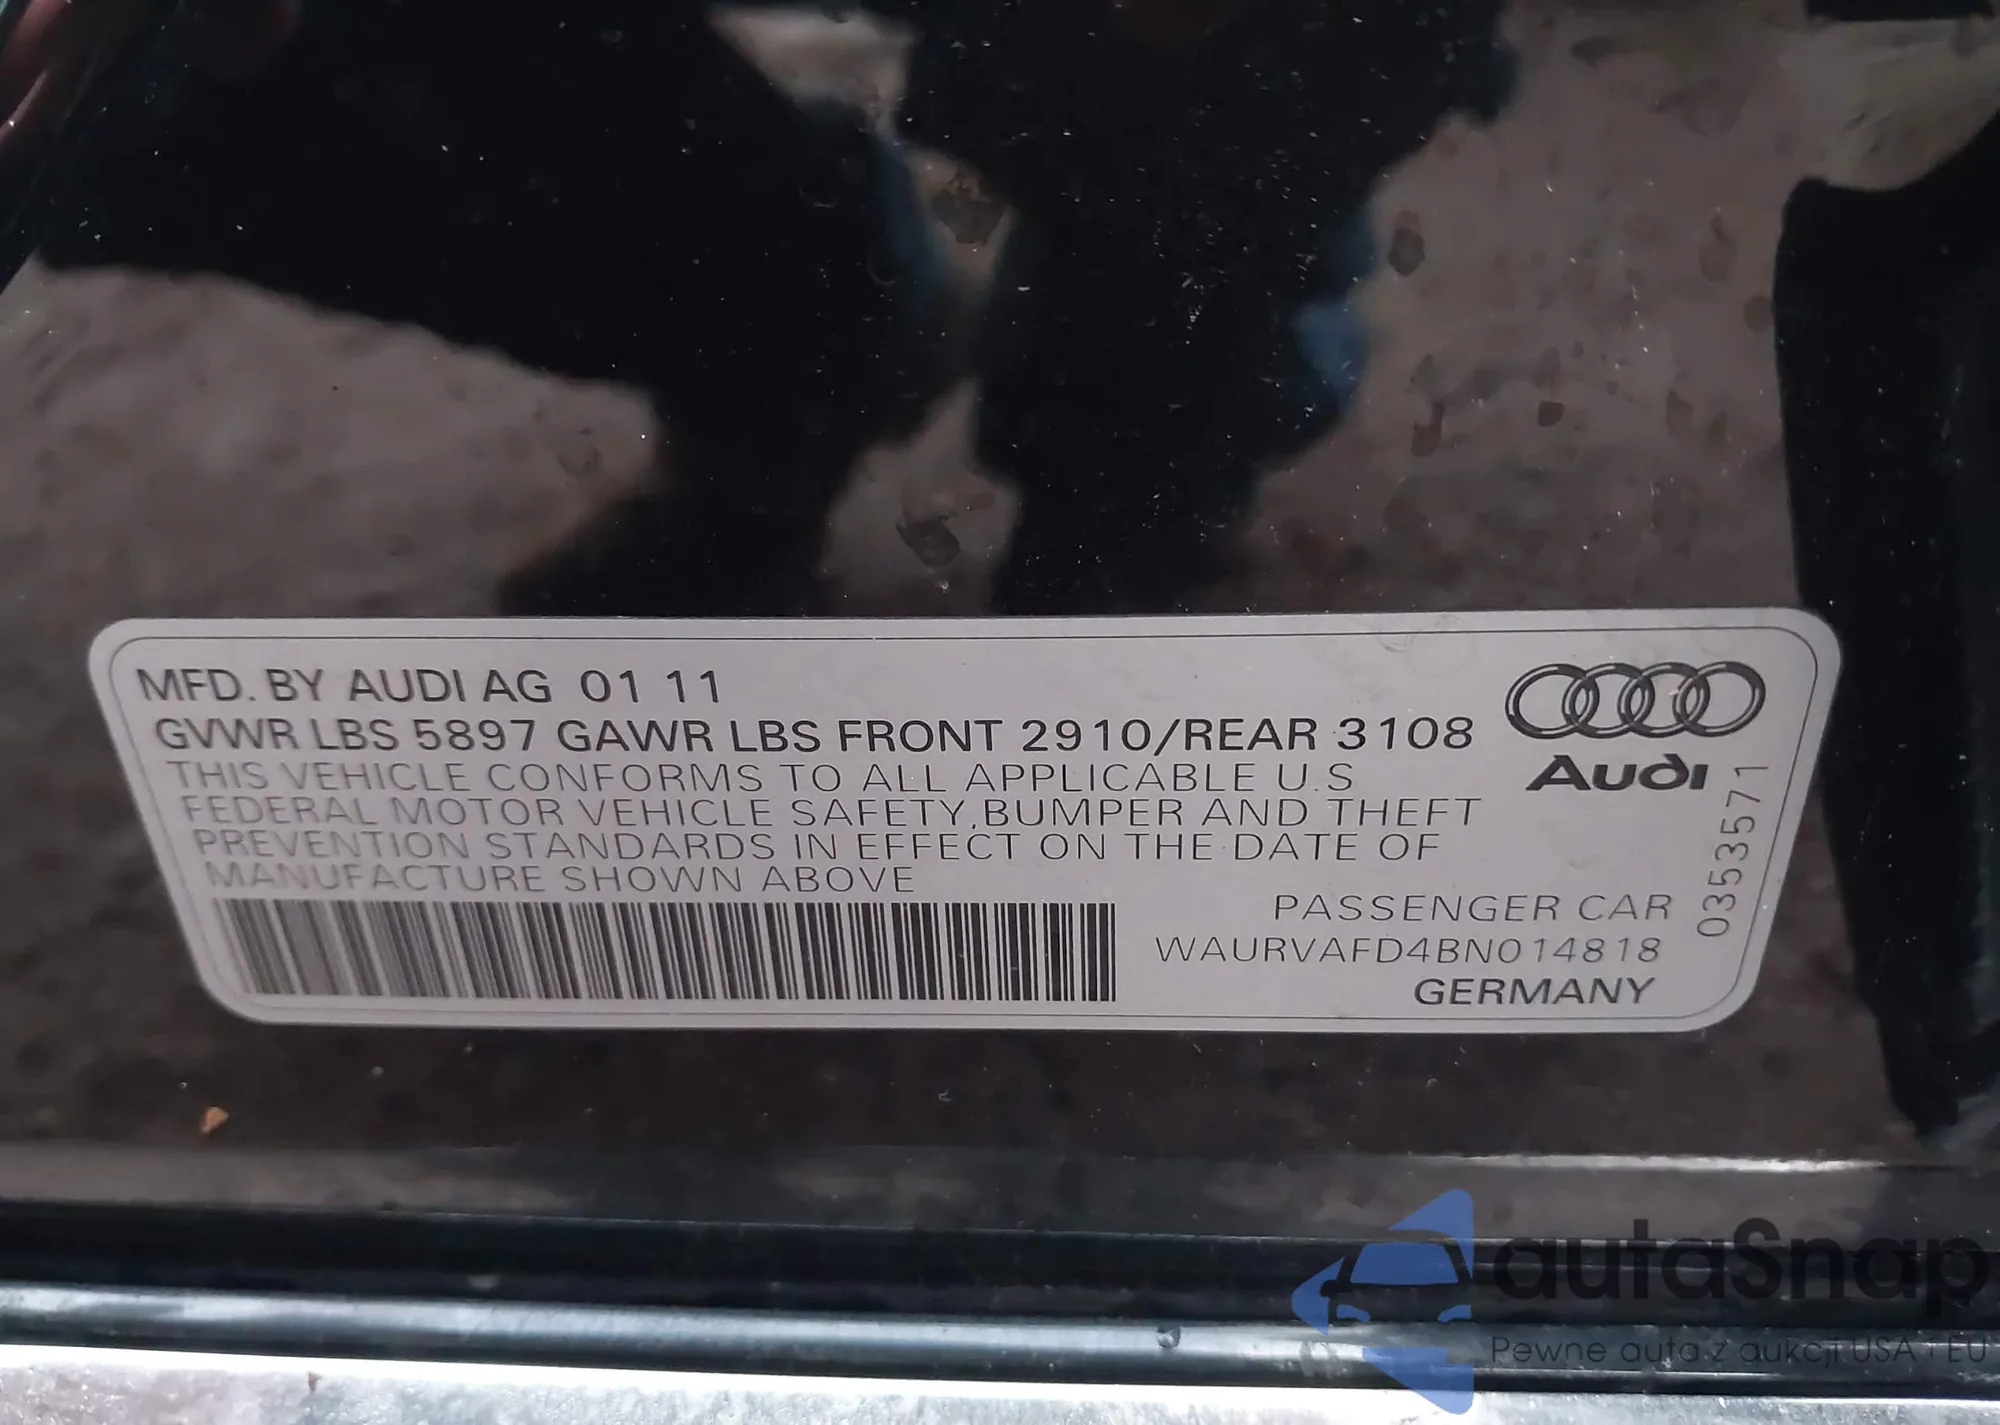 MFD. BY AUDI AG 01 11
GVWR LBS 5897 GAWR LBS FRONT 2910/REAR 3108
THIS VEHICLE CONFORMS TO ALL APPLICABLE U.S
FEDERAL MOTOR VEHICLE SAFETY,BUMPER AND THEFT
PREVENTION STANDARDS IN EFFECT ON THE DATE OF
MANUFACTURE SHOWN ABOVE
Audi
0353571
PASSENGER CAR
WAURVAFD4BN014818
GERMANY
autaSnap
Pewne auta z aukcji USA i EU